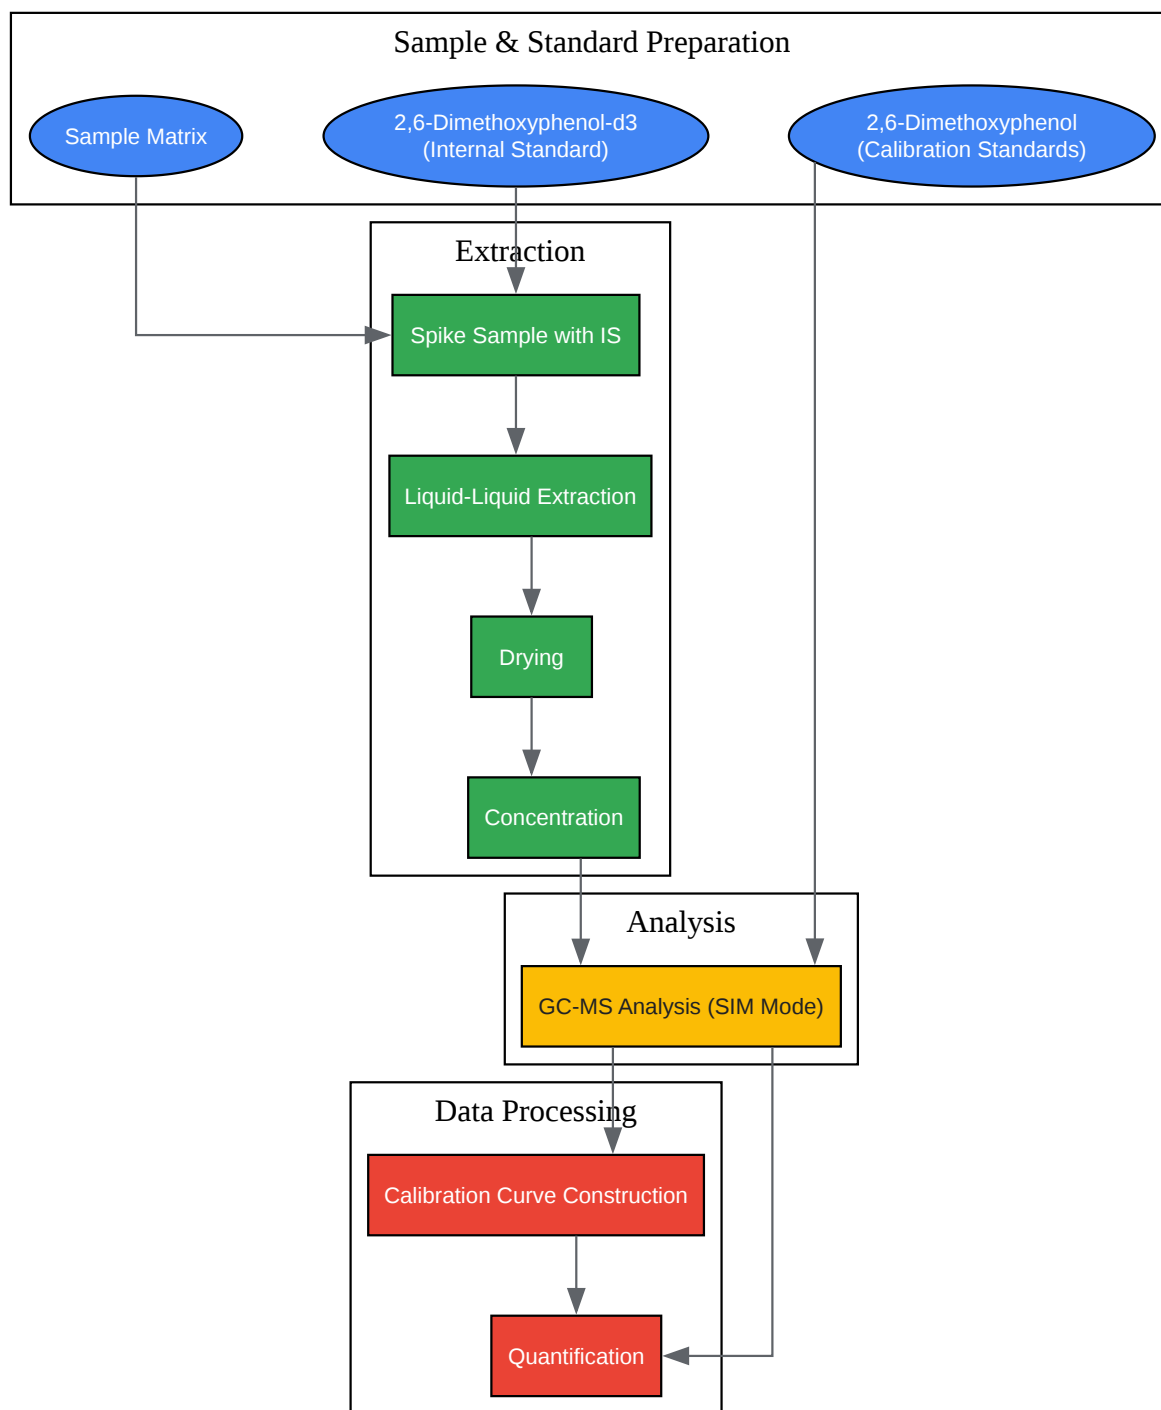 Sample & Standard Preparation
Sample Matrix
2,6-Dimethoxyphenol-d3
(Internal Standard)
2,6-Dimethoxyphenol
(Calibration Standards)
Extraction
Spike Sample with IS
Liquid-Liquid Extraction
Drying
Concentration
Analysis
GC-MS Analysis (SIM Mode)
Data Processing
Calibration Curve Construction
Quantification